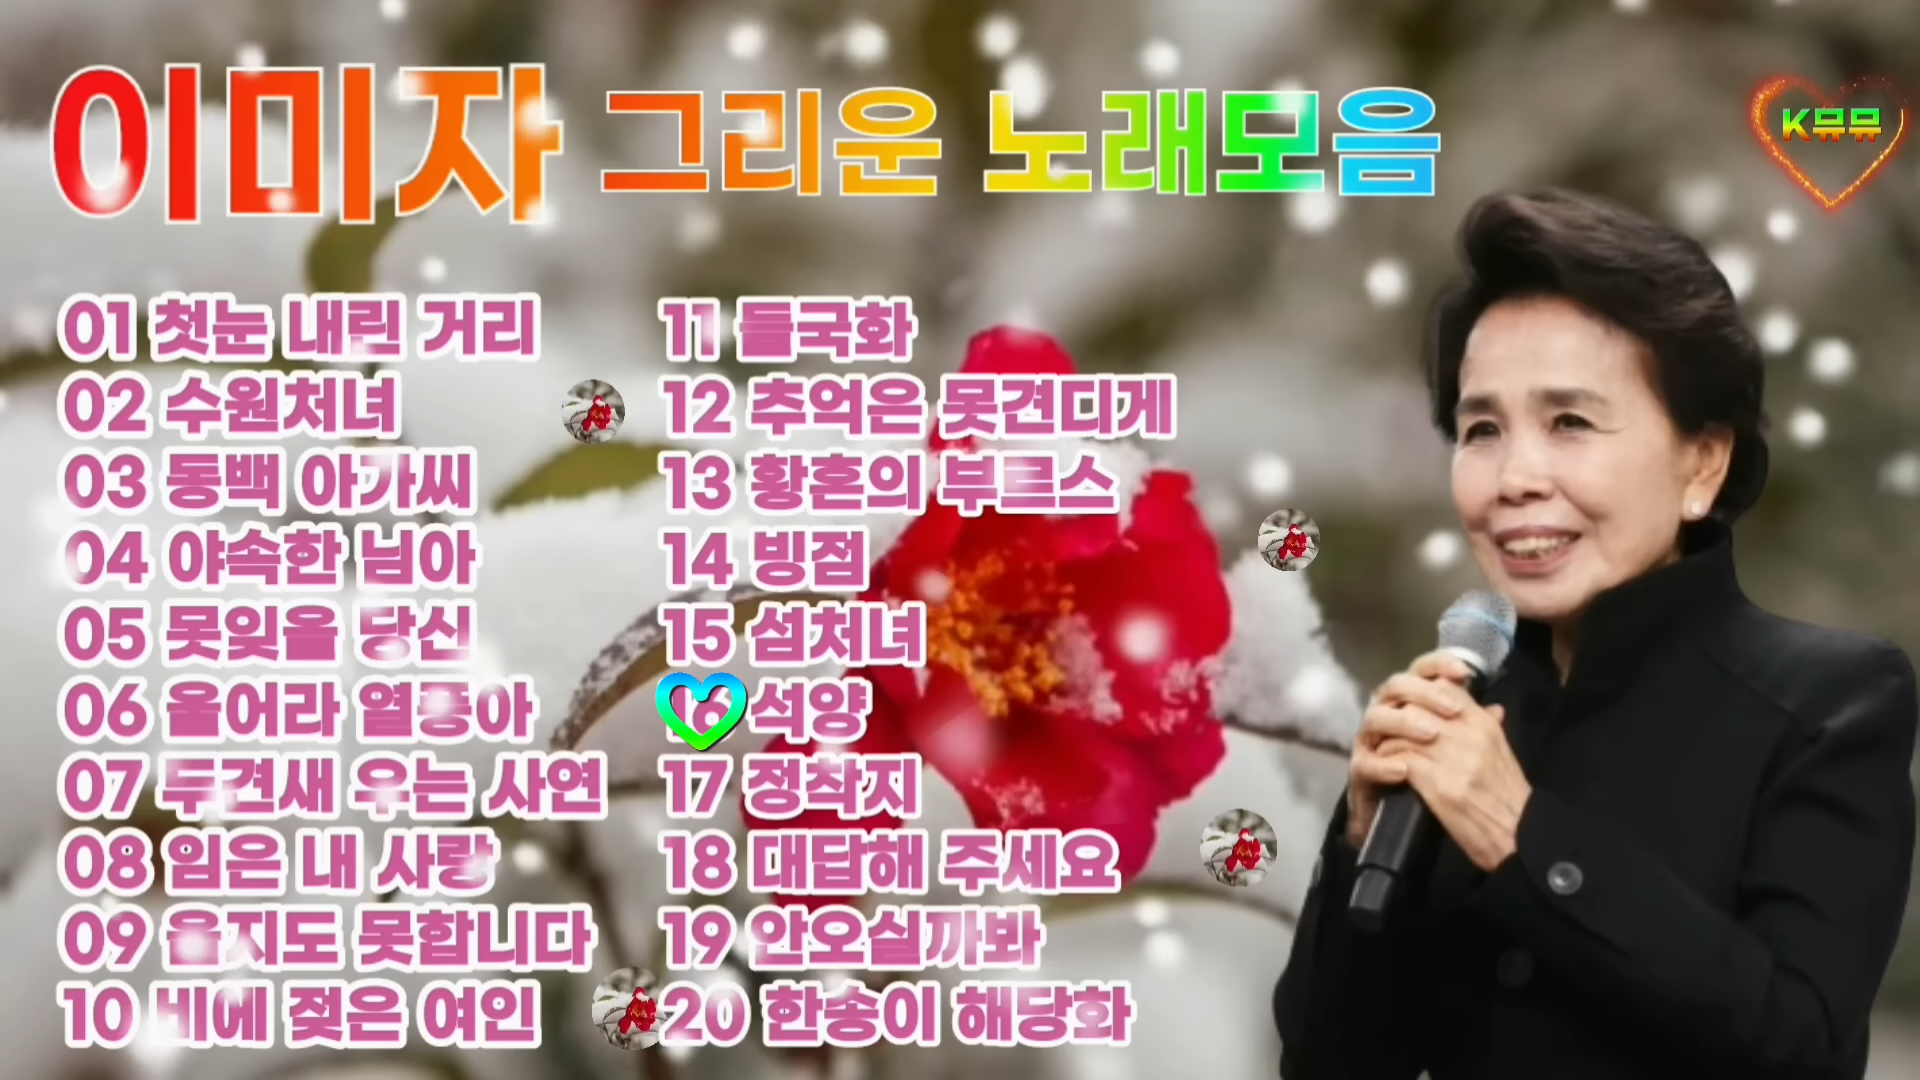 이미자 그리운 노래모음
K뮤뮤
01 첫눈 내린 거리
02 수원처녀
03 동백 아가씨
04 야속한 님아
05 못잊을 당신
06 울어라 열풍아
07 두견새 우는 사연
08 임은 내 사랑
09 울지도 못합니다
10 비에 젖은 여인
11 들국화
12 추억은 못견디게
13 황혼의 부르스
14 빙점
15 섬처녀
16 석양
17 정착지
18 대답해 주세요
19 안오실까봐
20 한송이 해당화